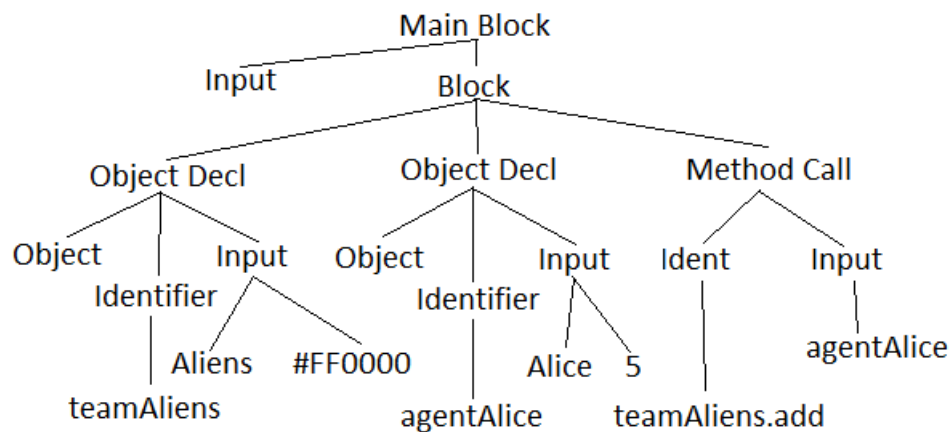 Main Block
Input
Block
Object Decl
Object Decl
Method Call
Object
Input
Object
Input
Ident
Input
Identifier
Identifier
Aliens
#FF0000
Alice
5
agentAlice
teamAliens
agentAlice
teamAliens.add